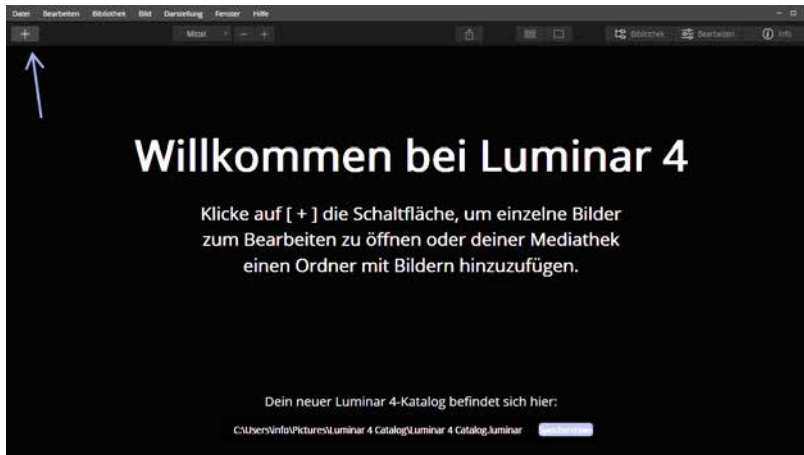 Datei Bearbeiten Bibliothek Bild Darstellung Fenster Hilfe
Mittel Bibliothek Bearbeiten Info
Willkommen bei Luminar 4
Klicke auf [ + ] die Schaltfläche, um einzelne Bilder
zum Bearbeiten zu öffnen oder deiner Mediathek
einen Ordner mit Bildern hinzuzufügen.
Dein neuer Luminar 4-Katalog befindet sich hier:
C:\Users\info\Pictures\Luminar 4 Catalog\Luminar 4 Catalog.luminar